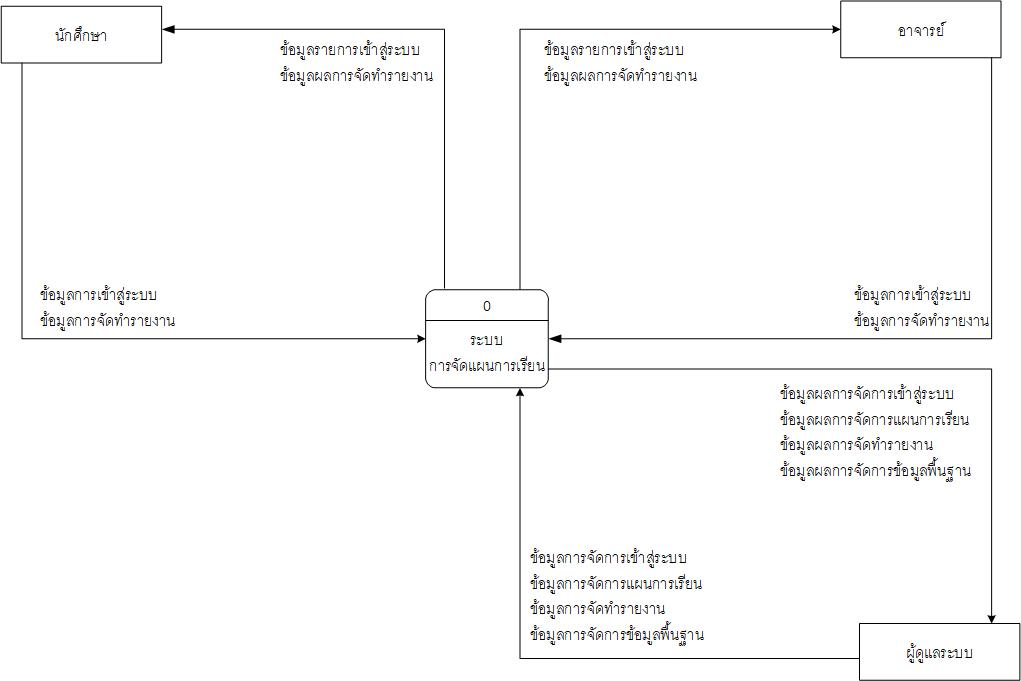 นักศึกษา
อาจารย์
ข้อมูลรายการเข้าสู่ระบบ
ข้อมูลผลการจัดทำรายงาน
ข้อมูลรายการเข้าสู่ระบบ
ข้อมูลผลการจัดทำรายงาน
ข้อมูลการเข้าสู่ระบบ
ข้อมูลการจัดทำรายงาน
0
ระบบ
การจัดแผนการเรียน
ข้อมูลการเข้าสู่ระบบ
ข้อมูลการจัดทำรายงาน
ข้อมูลผลการจัดการเข้าสู่ระบบ
ข้อมูลผลการจัดการแผนการเรียน
ข้อมูลผลการจัดทำรายงาน
ข้อมูลผลการจัดการข้อมูลพื้นฐาน
ข้อมูลการจัดการเข้าสู่ระบบ
ข้อมูลการจัดการแผนการเรียน
ข้อมูลการจัดทำรายงาน
ข้อมูลการจัดการข้อมูลพื้นฐาน
ผู้ดูแลระบบ